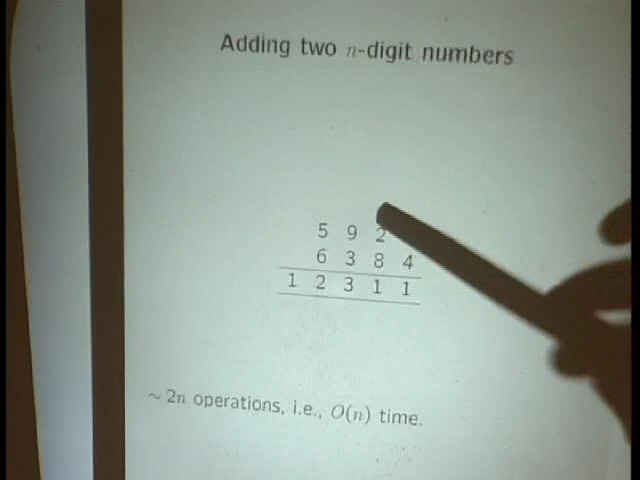 Adding two n-digit numbers
5 9 2
6 3 8 4
1 2 3 1 1
~ 2n operations, i.e., O(n) time.